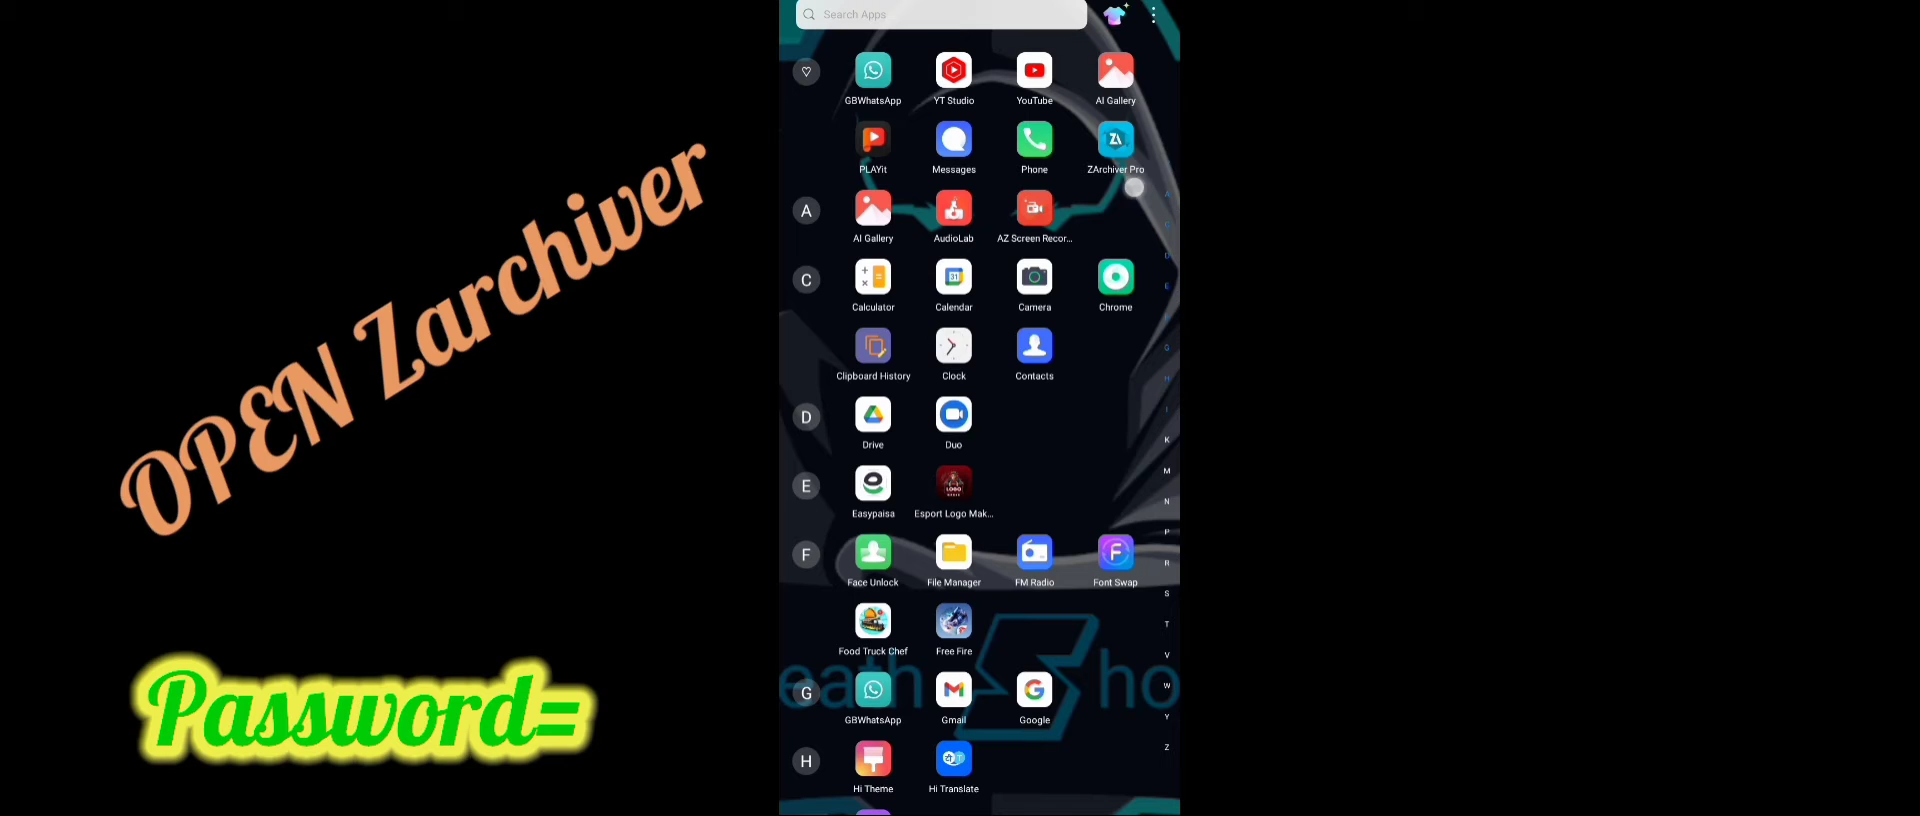 OPEN Zarchiver
Password=
Search Apps
GBWhatsApp YT Studio YouTube AI Gallery
PLAYit Messages Phone ZArchiver Pro
A
AI Gallery AudioLab AZ Screen Recor...
C
Calculator Calendar Camera Chrome
Clipboard History Clock Contacts
D
Drive Duo
E
Easypaisa Esport Logo Mak...
F
Face Unlock File Manager FM Radio Font Swap
Food Truck Chef Free Fire
eath ho
G
GBWhatsApp Gmail Google
H
Hi Theme Hi Translate
A
D
E
G
H
I
K
M
N
P
R
S
T
V
W
Y
Z